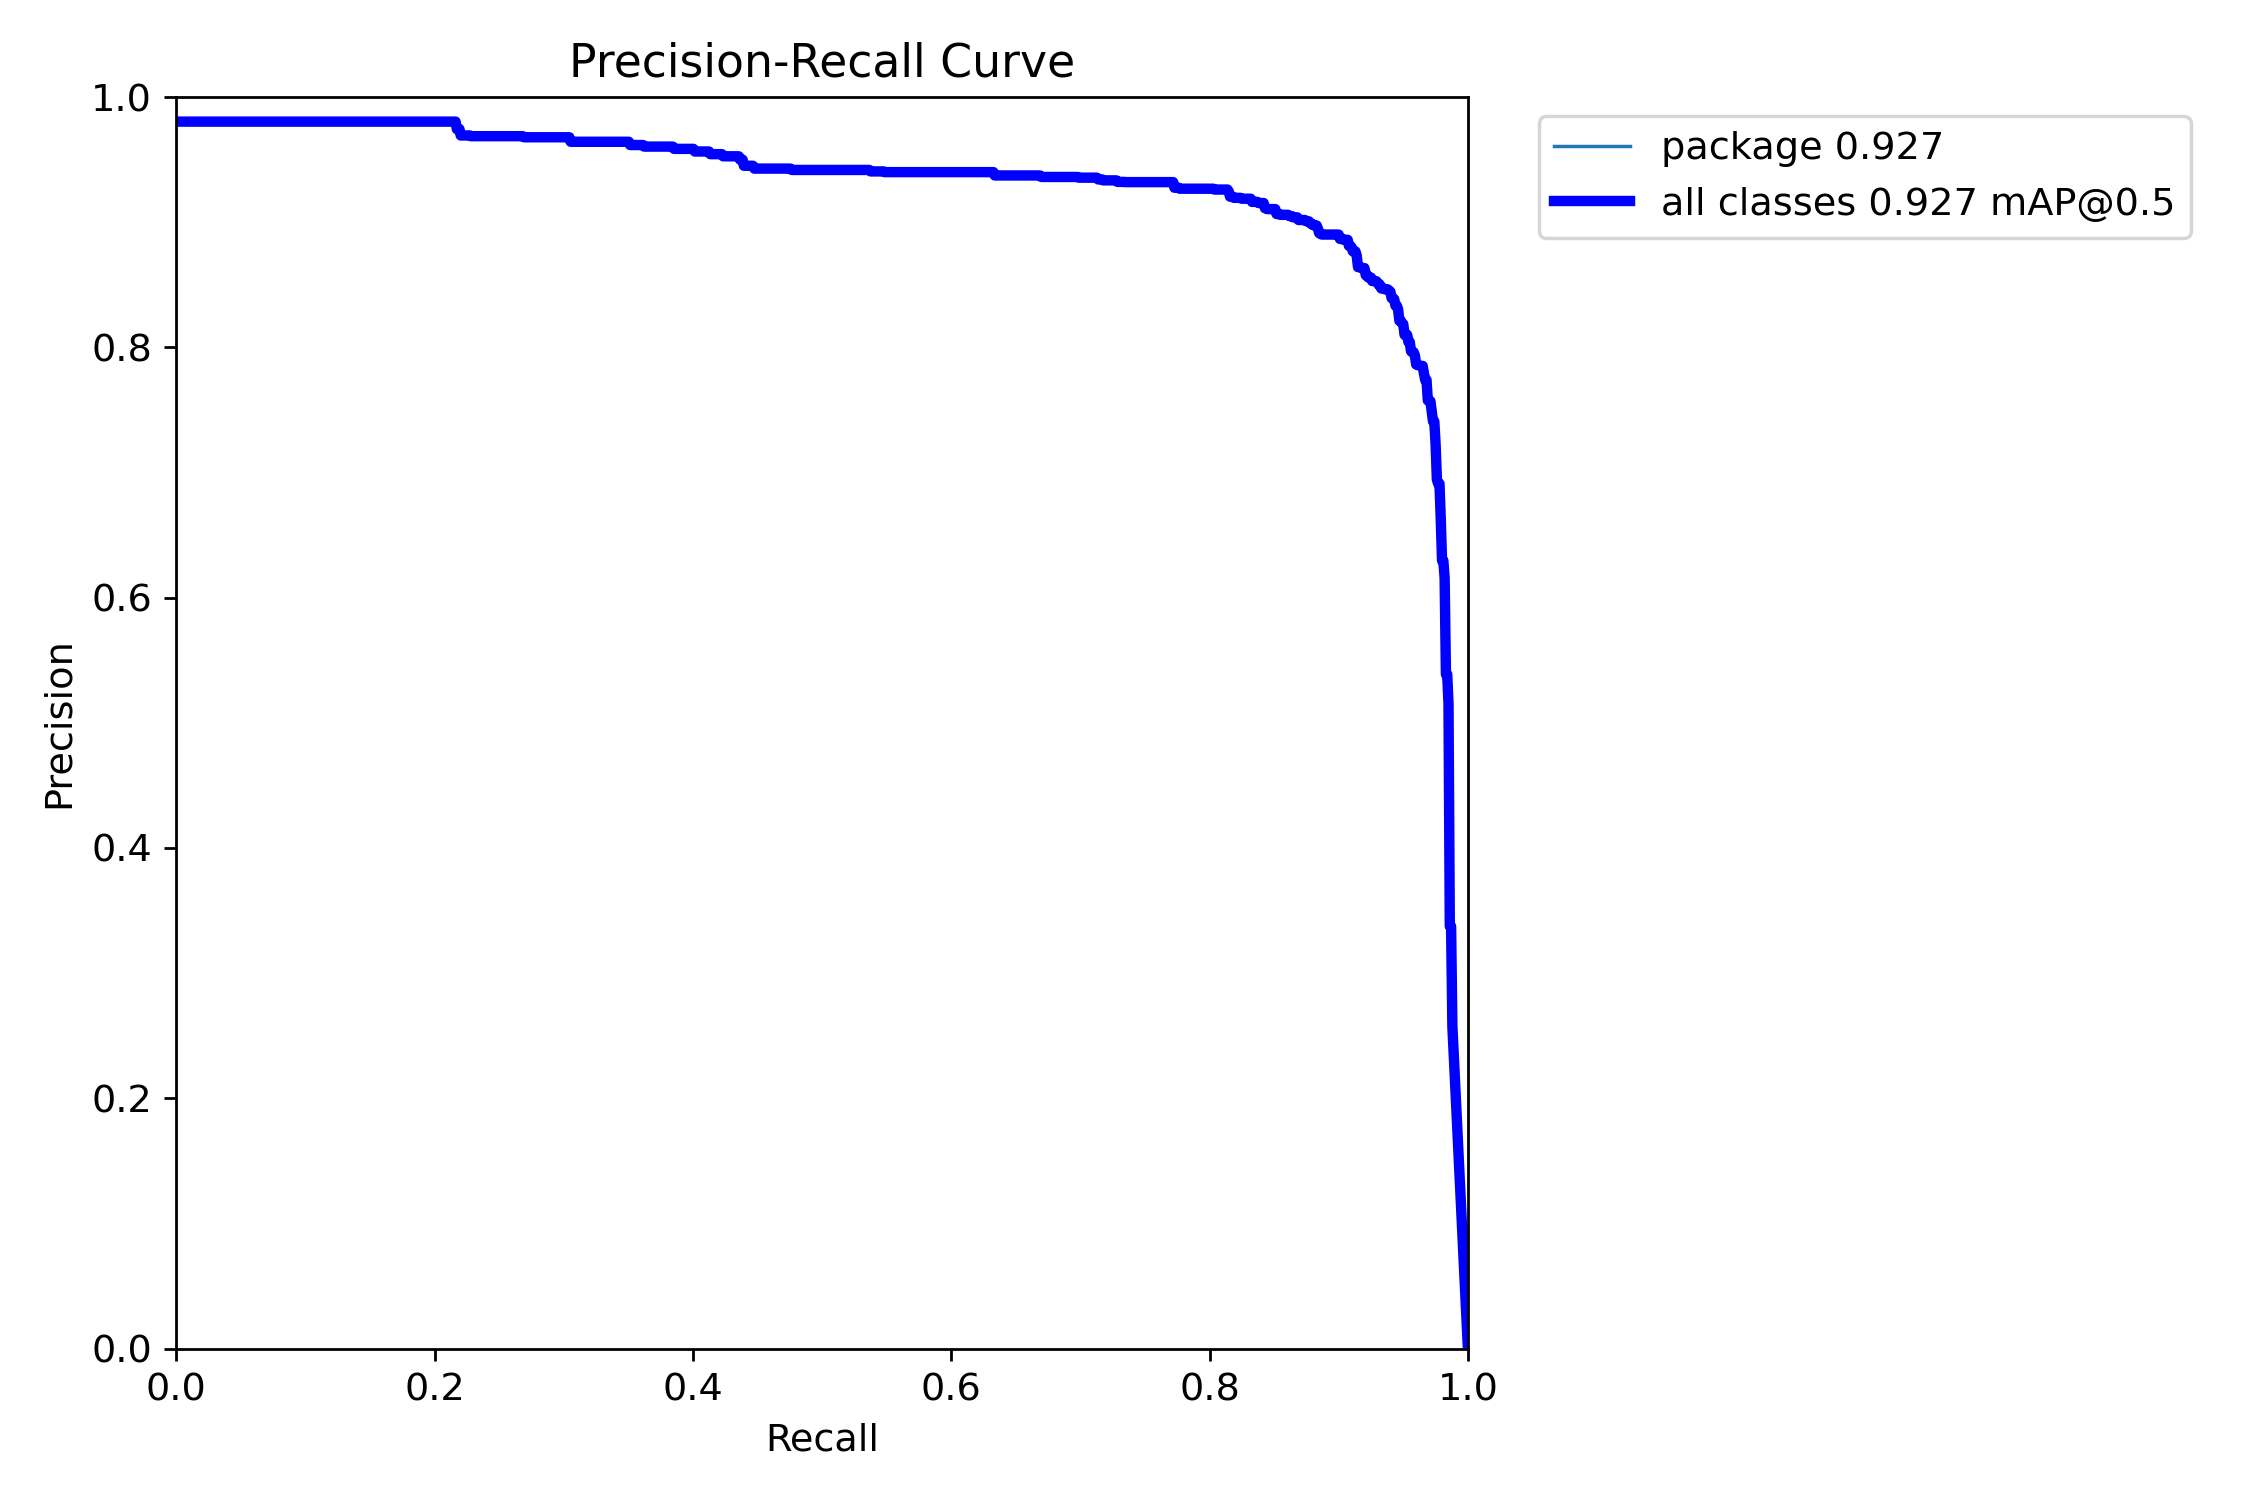 Precision-Recall Curve
1.0
0.8
0.6
0.4
0.2
0.0
Precision
0.0 0.2 0.4 0.6 0.8 1.0
Recall
package 0.927
all classes 0.927 mAP@0.5